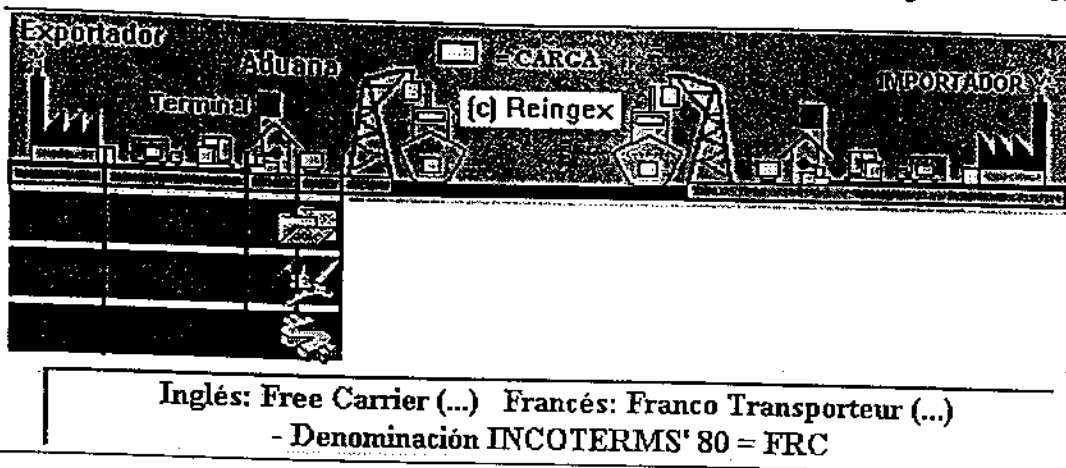 Exportador
Aduana
- CARGA
IMPORTADOR
Terminal
(c) Reingex
Inglés: Free Carrier (...) Francés: Franco Transporteur (...)
- Denominación INCOTERMS' 80 = FRC